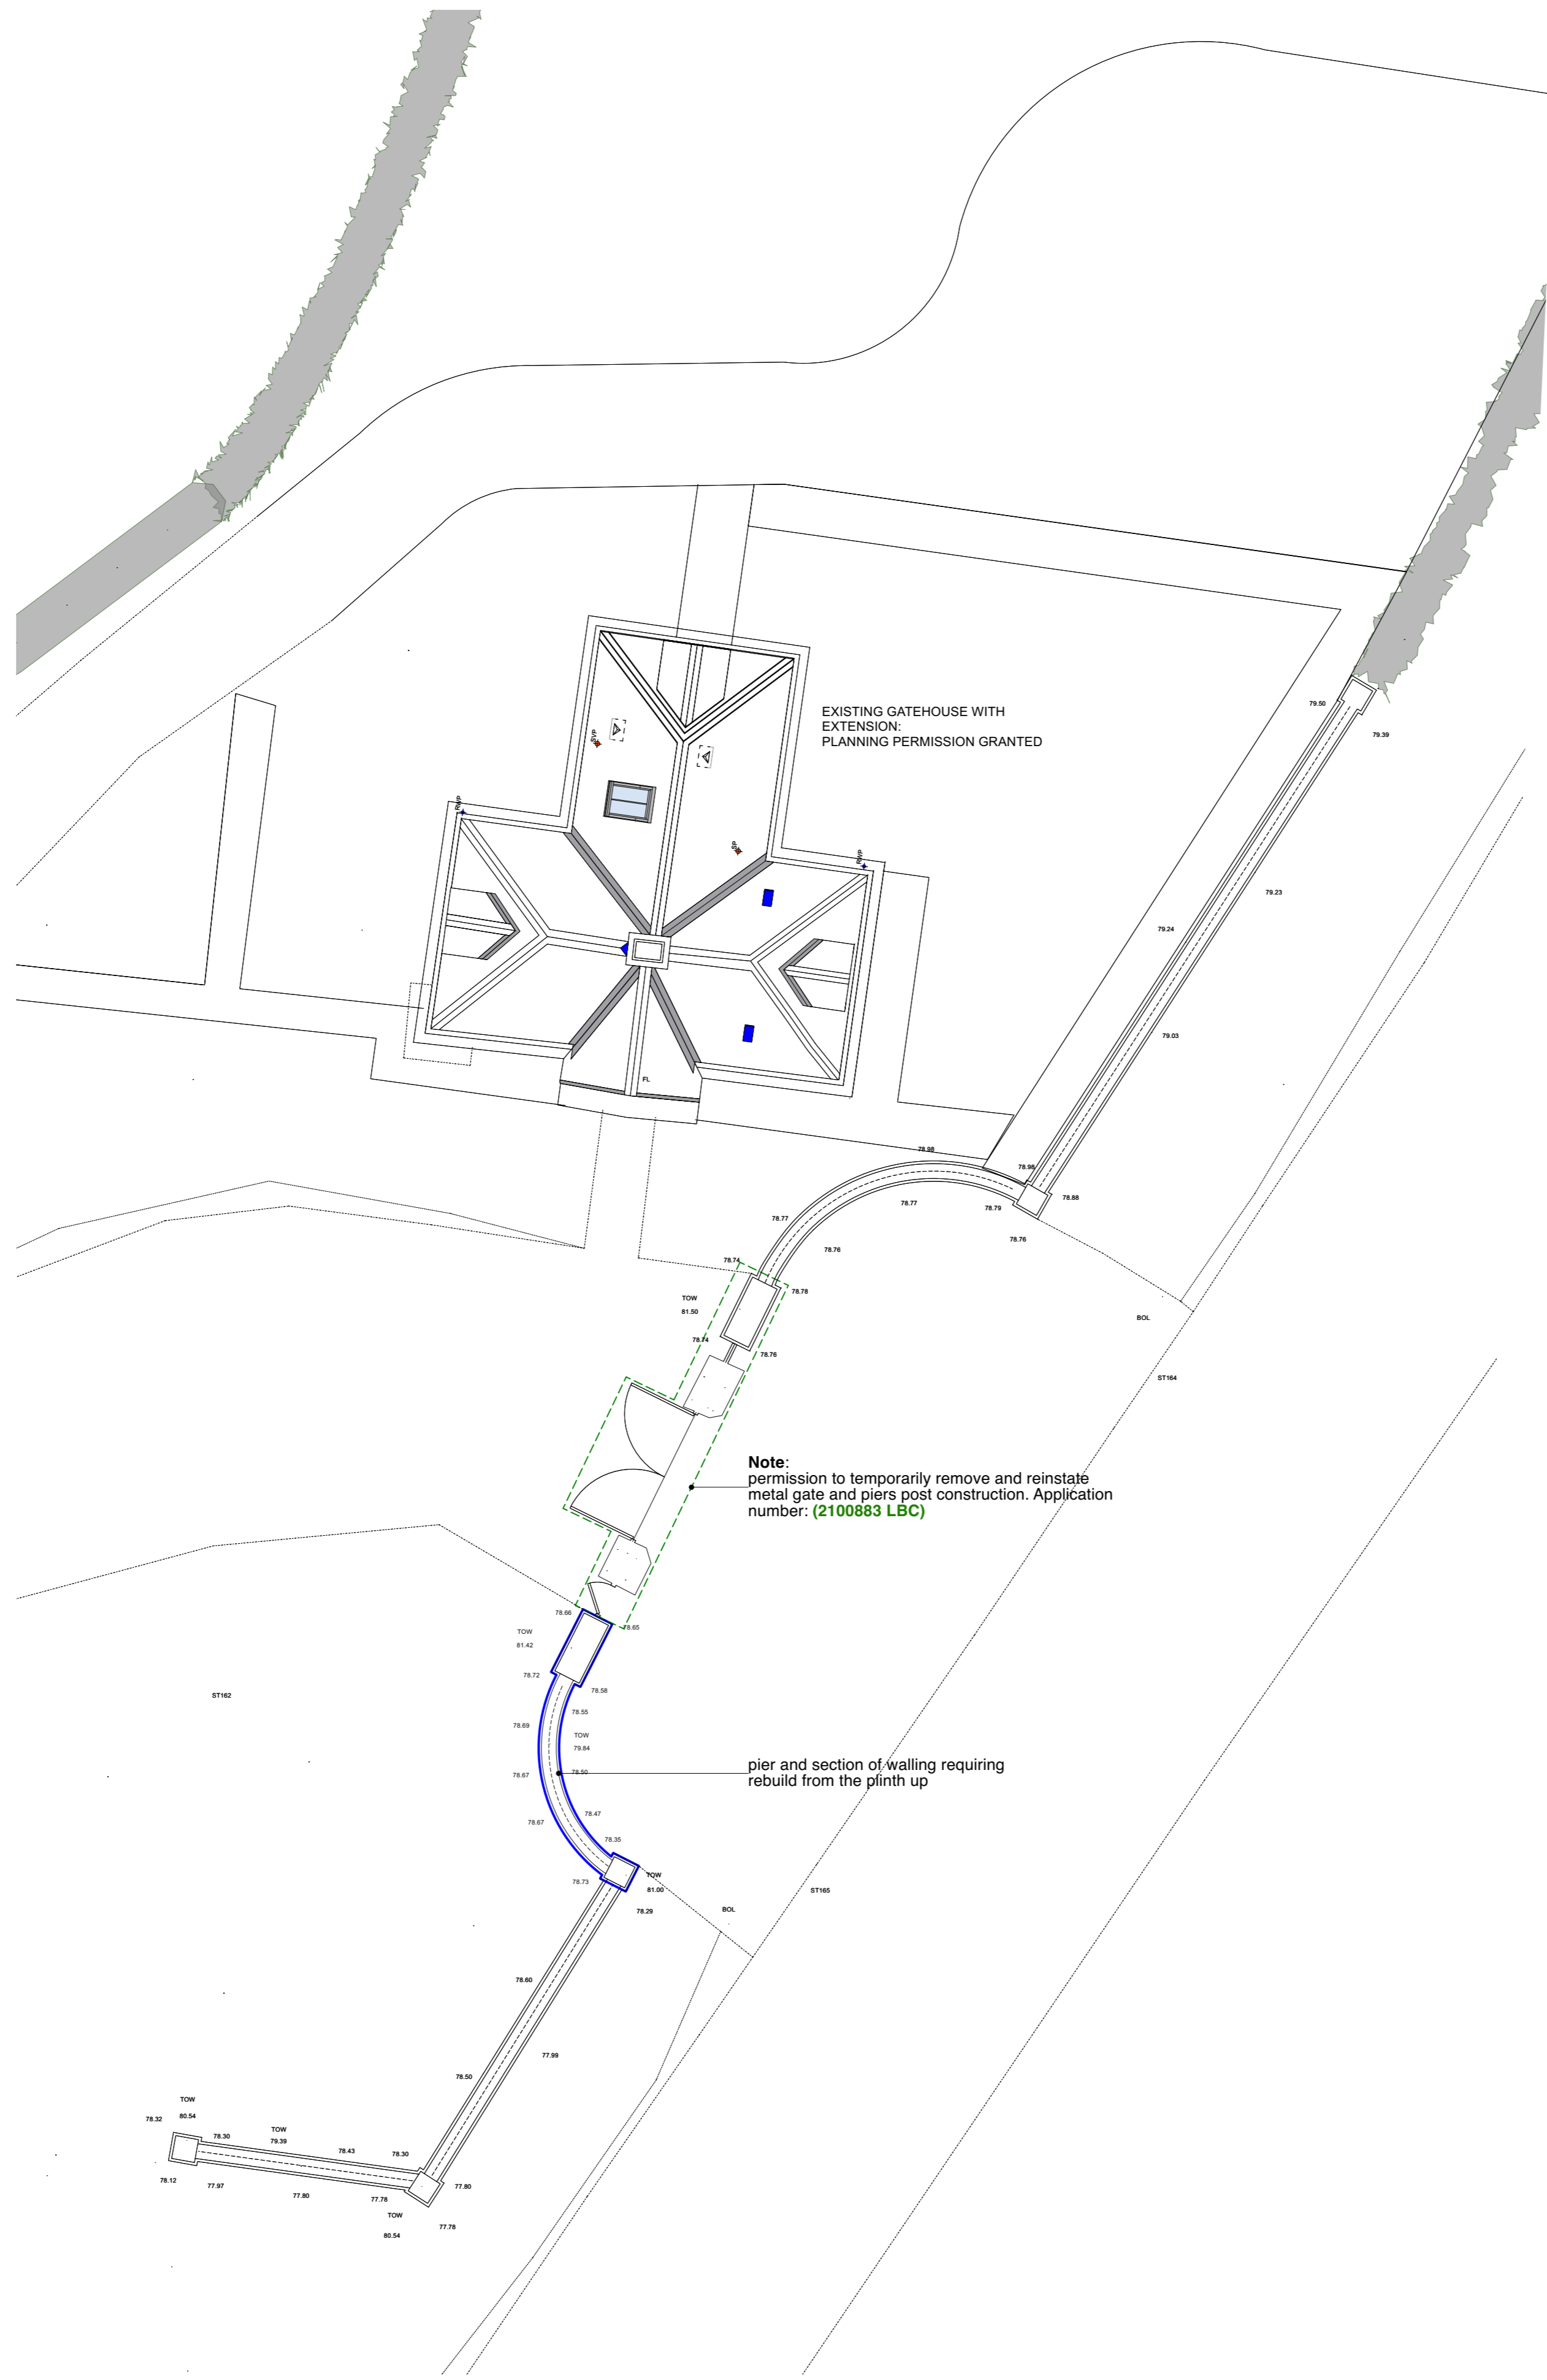 EXISTING GATEHOUSE WITH
EXTENSION:
PLANNING PERMISSION GRANTED
79.50
79.39
SVP
RWP
SP
RWP
79.23
79.24
79.03
FL
78.98
78.98
78.88
78.77
78.79
78.77
78.76
78.76
78.74
78.78
TOW
81.50
BOL
78.74
78.76
ST164
Note:
permission to temporarily remove and reinstate
metal gate and piers post construction. Application
number: (2100883 LBC)
78.66
78.65
TOW
81.42
78.72
78.58
ST162
78.55
78.69
TOW
79.84
78.50
78.67
pier and section of walling requiring
rebuild from the plinth up
78.47
78.67
78.35
TOW
81.00
78.73
ST165
78.29
BOL
78.60
77.99
78.50
TOW
80.54
78.32
TOW
79.39
78.30
78.43
78.30
78.12
77.97
77.80
77.80
77.78
TOW
80.54
77.78